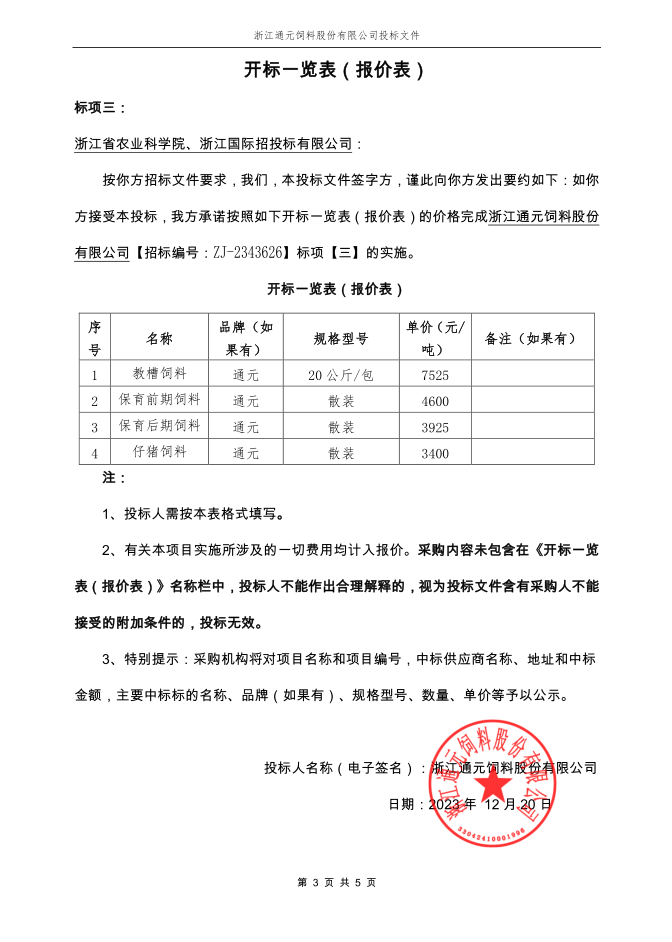 浙江通元饲料股份有限公司投标文件
开标一览表（报价表）
标项三：
浙江省农业科学院、浙江国际招投标有限公司：
按你方招标文件要求，我们，本投标文件签字方，谨此向你方发出要约如下：如你
方接受本投标，我方承诺按照如下开标一览表（报价表）的价格完成浙江通元饲料股份
有限公司【招标编号：ZJ-2343626】标项【三】的实施。
开标一览表（报价表）
序号 名称 品牌（如果有） 规格型号 单价（元/吨） 备注（如果有）
1 教槽饲料 通元 20 公斤/包 7525
2 保育前期饲料 通元 散装 4600
3 保育后期饲料 通元 散装 3925
4 仔猪饲料 通元 散装 3400
注：
1、投标人需按本表格式填写。
2、有关本项目实施所涉及的一切费用均计入报价。采购内容未包含在《开标一览
表（报价表）》名称栏中，投标人不能作出合理解释的，视为投标文件含有采购人不能
接受的附加条件的，投标无效。
3、特别提示：采购机构将对项目名称和项目编号，中标供应商名称、地址和中标
金额，主要中标标的名称、品牌（如果有）、规格型号、数量、单价等予以公示。
投标人名称（电子签名）：浙江通元饲料股份有限公司
日期：2023 年 12 月 20 日
浙江通元饲料股份有限公司
第 3 页 共 5 页